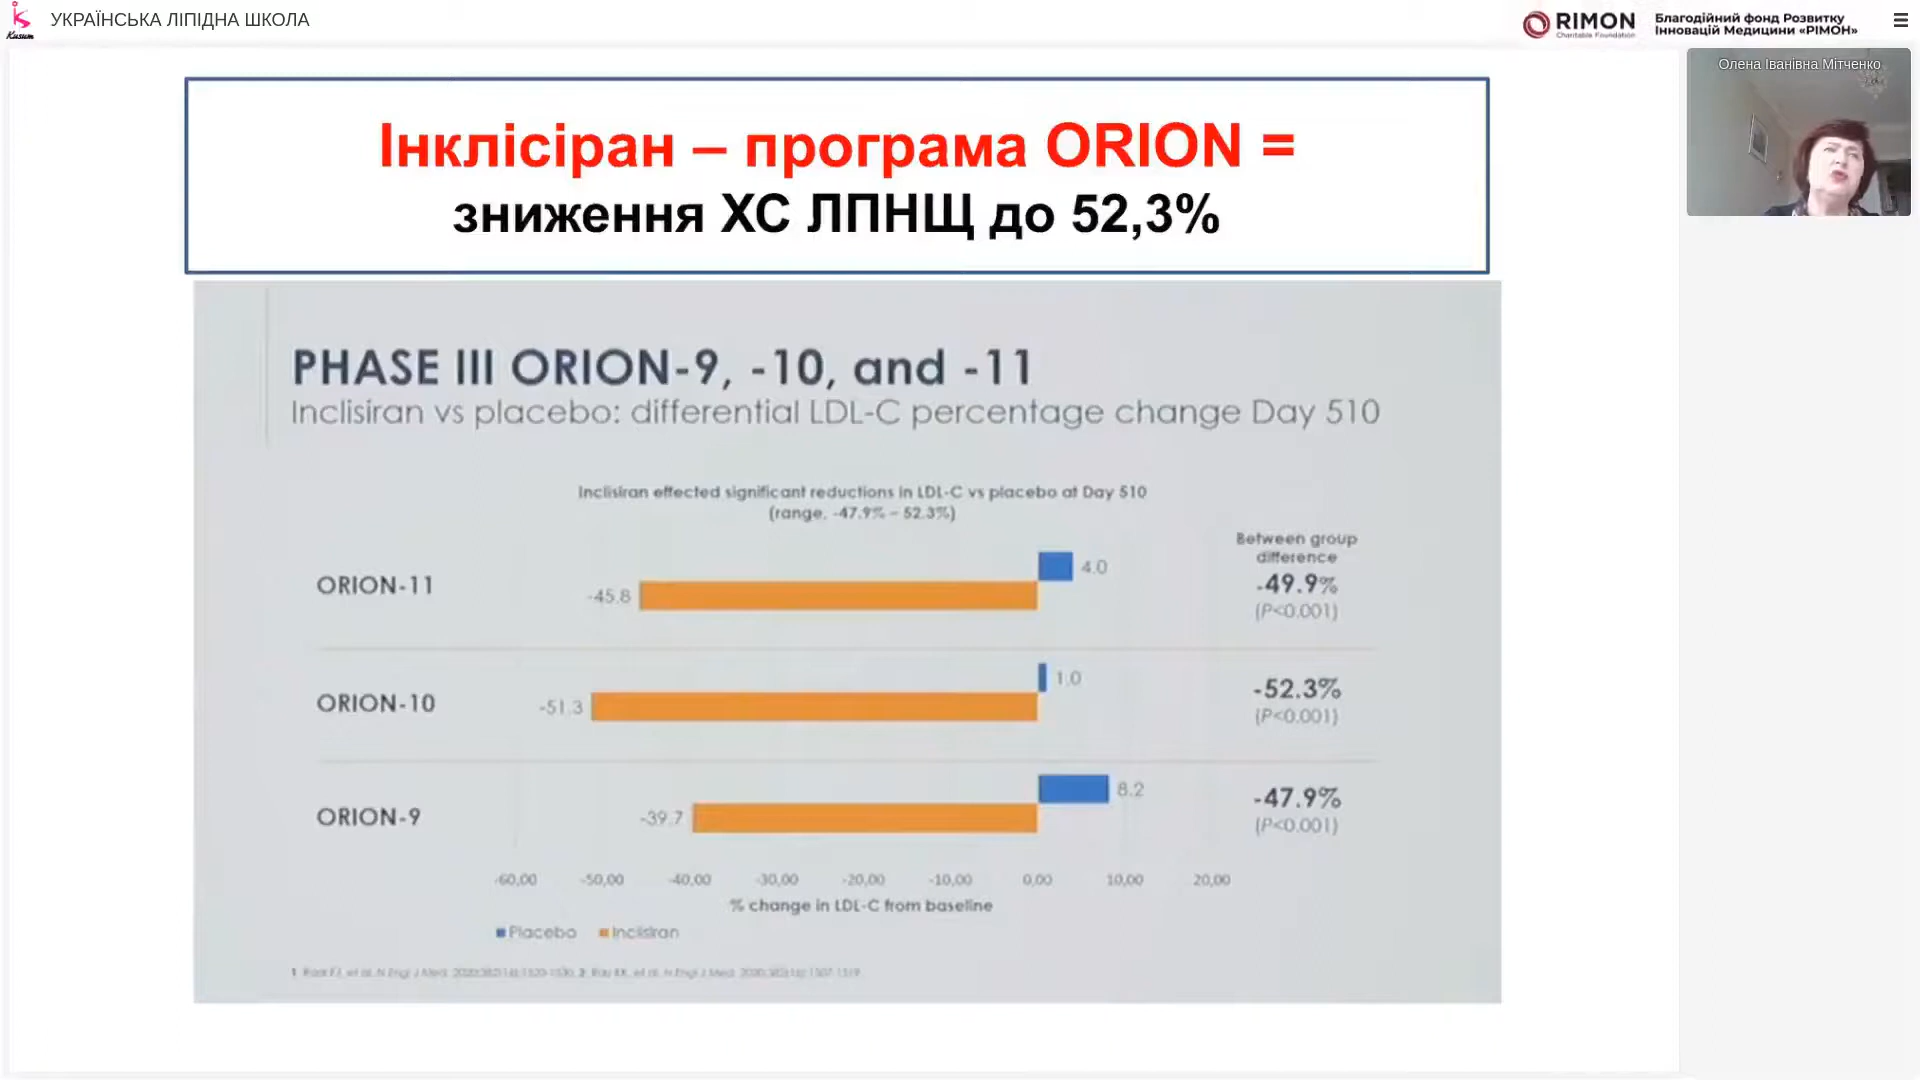 Kusum
УКРАЇНСЬКА ЛІПІДНА ШКОЛА
RIMON
Charitable Foundation
Благодійний фонд Розвитку
Інновацій Медицини «РІМОН»
Олена Іванівна Мітченко
Інклісіран – програма ORION =
зниження ХС ЛПНЩ до 52,3%
PHASE III ORION-9, -10, and -11
Inclisiran vs placebo: differential LDL-C percentage change Day 510
Inclisiran effected significant reductions in LDL-C vs placebo at Day 510
(range, -47.9% – 52.3%)
Between group
difference
ORION-11
4.0
-45.8
-49.9%
(P<0.001)
ORION-10
1.0
-51.3
-52.3%
(P<0.001)
ORION-9
8.2
-39.7
-47.9%
(P<0.001)
-60,00 -50,00 -40,00 -30,00 -20,00 -10,00 0,00 10,00 20,00
% change in LDL-C from baseline
Placebo Inclisiran